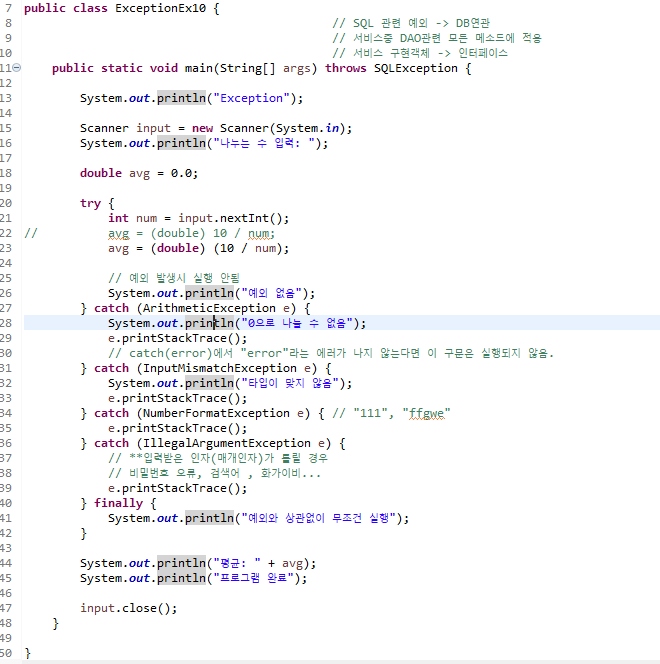 7 public class ExceptionEx10 {
8 // SQL 관련 예외 -> DB연관
9 // 서비스중 DAO관련 모든 메소드에 적용
10 // 서비스 구현객체 -> 인터페이스
11 public static void main(String[] args) throws SQLException {
12
13 System.out.println("Exception");
14
15 Scanner input = new Scanner(System.in);
16 System.out.println("나누는 수 입력: ");
17
18 double avg = 0.0;
19
20 try {
21 int num = input.nextInt();
22 // avg = (double) 10 / num;
23 avg = (double) (10 / num);
24
25 // 예외 발생시 실행 안됨
26 System.out.println("예외 없음");
27 } catch (ArithmeticException e) {
28 System.out.println("0으로 나눌 수 없음");
29 e.printStackTrace();
30 // catch(error)에서 "error"라는 에러가 나지 않는다면 이 구문은 실행되지 않음.
31 } catch (InputMismatchException e) {
32 System.out.println("타입이 맞지 않음");
33 e.printStackTrace();
34 } catch (NumberFormatException e) { // "111", "ffgwe"
35 e.printStackTrace();
36 } catch (IllegalArgumentException e) {
37 // **입력받은 인자(매개인자)가 틀릴 경우
38 // 비밀번호 오류, 검색어 , 화가이비...
39 e.printStackTrace();
40 } finally {
41 System.out.println("예외와 상관없이 무조건 실행");
42 }
43
44 System.out.println("평균: " + avg);
45 System.out.println("프로그램 완료");
46
47 input.close();
48 }
49
50 }